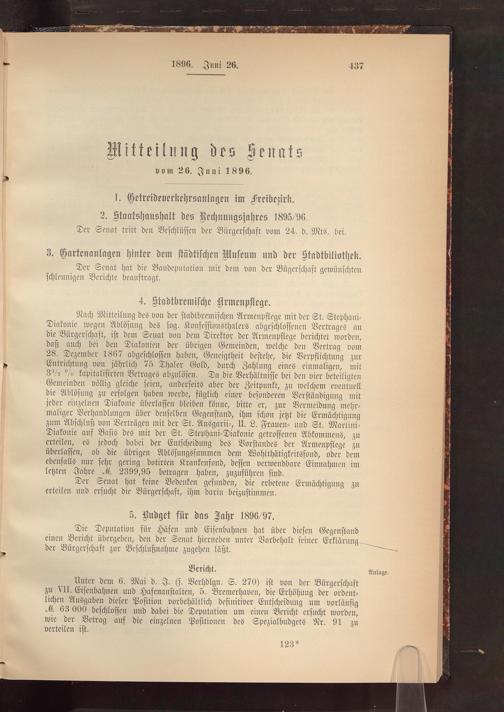 1896. Juni 26.
437
Mitteilung des Senats
vom 26. Juni 1896.
1. Getreideverkehrsanlagen im Freibezirk.
2. Staatshaushalt des Rechnungsjahres 1895/96.
Der Senat tritt den Beschlüssen der Bürgerschaft vom 24. d. Mts. bei.
3. Gartenanlagen hinter dem städtischen Museum und der Stadtbibliothek.
Der Senat hat die Baudeputation mit dem von der Bügerschaft gewünschten
schleunigen Berichte beauftragt.
4. Stadtbremische Armenpflege.
Nach Mitteilung des von der stadtbremischen Armenpflege mit der St. Stephani-
Diakonie wegen Ablösung des sog. Konfessionsthalers abgeschlossenen Vertrages an
die Bürgerschaft, ist dem Senat von dem Direktor der Armenpflege berichtet worden,
daß auch bei den Diakonien der übrigen Gemeinden, welche den Vertrag vom
28. Dezember 1867 abgeschlossen haben, Geneigtheit bestehe, die Verpflichtung zur
Entrichtung von jährlich 75 Thaler Gold, durch Zahlung eines einmaligen, mit
3½ % kapitalisirten Betrages abzulösen. Da die Verhältnisse bei den vier beteiligten
Gemeinden völlig gleiche seien, anderseits aber der Zeitpunkt, zu welchem eventuell
die Ablösung zu erfolgen haben werde, füglich einer besonderen Verständigung mit
jeder einzelnen Diakonie überlassen bleiben könne, bitte er, zur Vermeidung mehr-
maliger Verhandlungen über denselben Gegenstand, ihm schon jetzt die Ermächtigung
zum Abschluß von Verträgen mit der St. Ansgarii-, U. L. Frauen- und St. Martini-
Diakonie auf Basis des mit der St. Stephani-Diakonie getroffenen Abkommens, zu
erteilen, es jedoch dabei der Entscheidung des Vorstandes der Armenpflege zu
überlassen, ob die übrigen Ablösungssummen dem Wohlthätigkeitsfond, oder dem
ebenfalls nur sehr gering dotirten Krankenfond, dessen verwendbare Einnahmen im
letzten Jahre ℳ 2399,95 betragen haben, zuzuführen sind.
Der Senat hat keine Bedenken gefunden, die erbetene Ermächtigung zu
erteilen und ersucht die Bürgerschaft, ihm darin beizustimmen.
5. Budget für das Jahr 1896/97.
Die Deputation für Häfen und Eisenbahnen hat über diesen Gegenstand
einen Bericht übergeben, den der Senat hierneben unter Vorbehalt seiner Erklärung
der Bürgerschaft zur Beschlußnahme zugehen läßt.
Anlage.
Bericht.
Unter dem 6. Mai d. J. (s. Verhdlgn. S. 270) ist von der Bürgerschaft
zu VII. Eisenbahnen und Hafenanstalten, 5. Bremerhaven, die Erhöhung der ordent-
lichen Ausgaben dieser Position vorbehältlich definitiver Entscheidung um vorläufig
ℳ 63 000 beschlossen und dabei die Deputation um einen Bericht ersucht worden,
wie der Betrag auf die einzelnen Positionen des Spezialbudgets Nr. 91 zu
verteilen ist.
123*